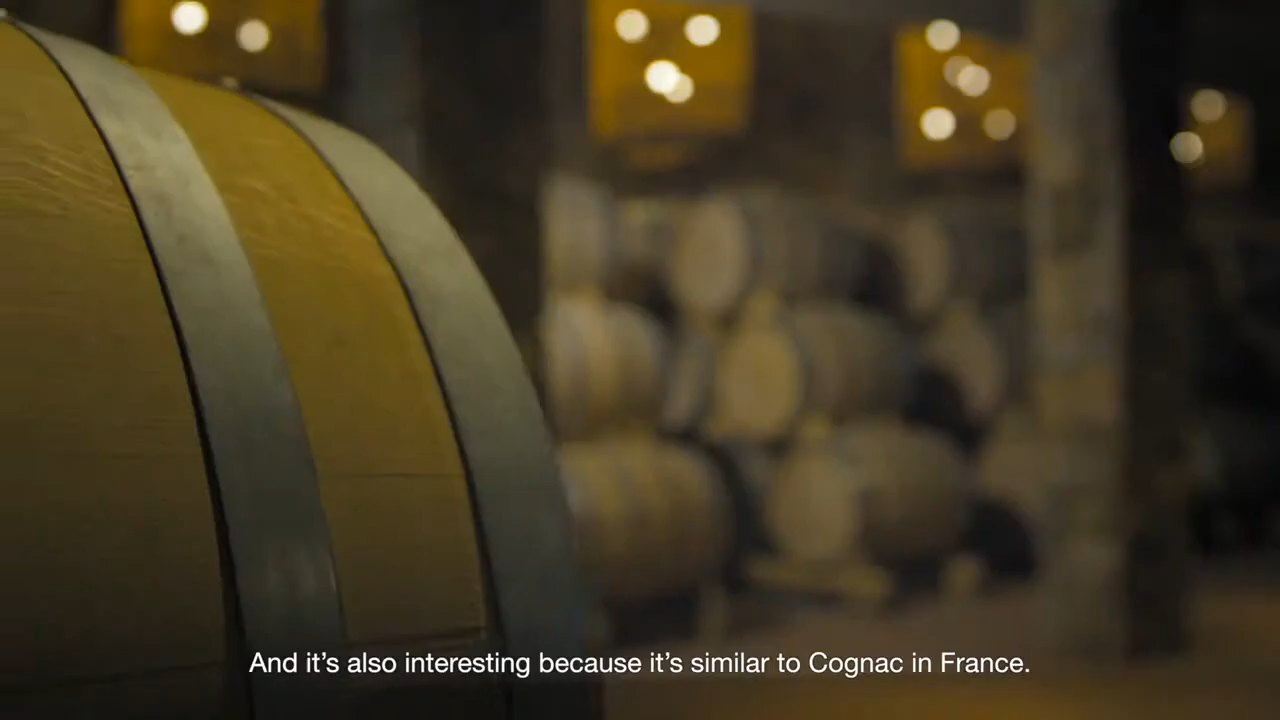 And it’s also interesting because it’s similar to Cognac in France.